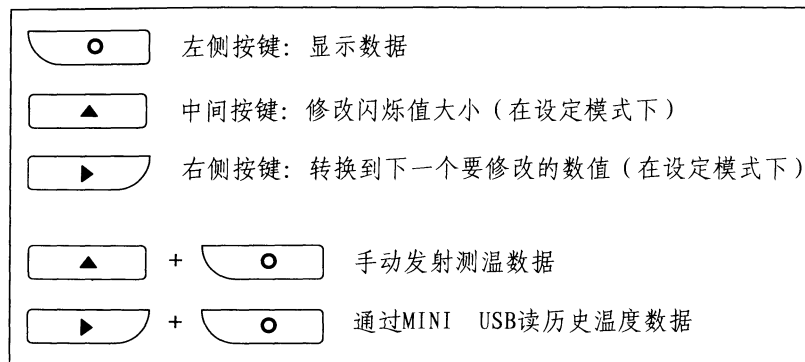 左侧按键: 显示数据
中间按键: 修改闪烁值大小(在设定模式下)
右侧按键: 转换到下一个要修改的数值(在设定模式下)
+ 手动发射测温数据
+ 通过MINI USB读历史温度数据